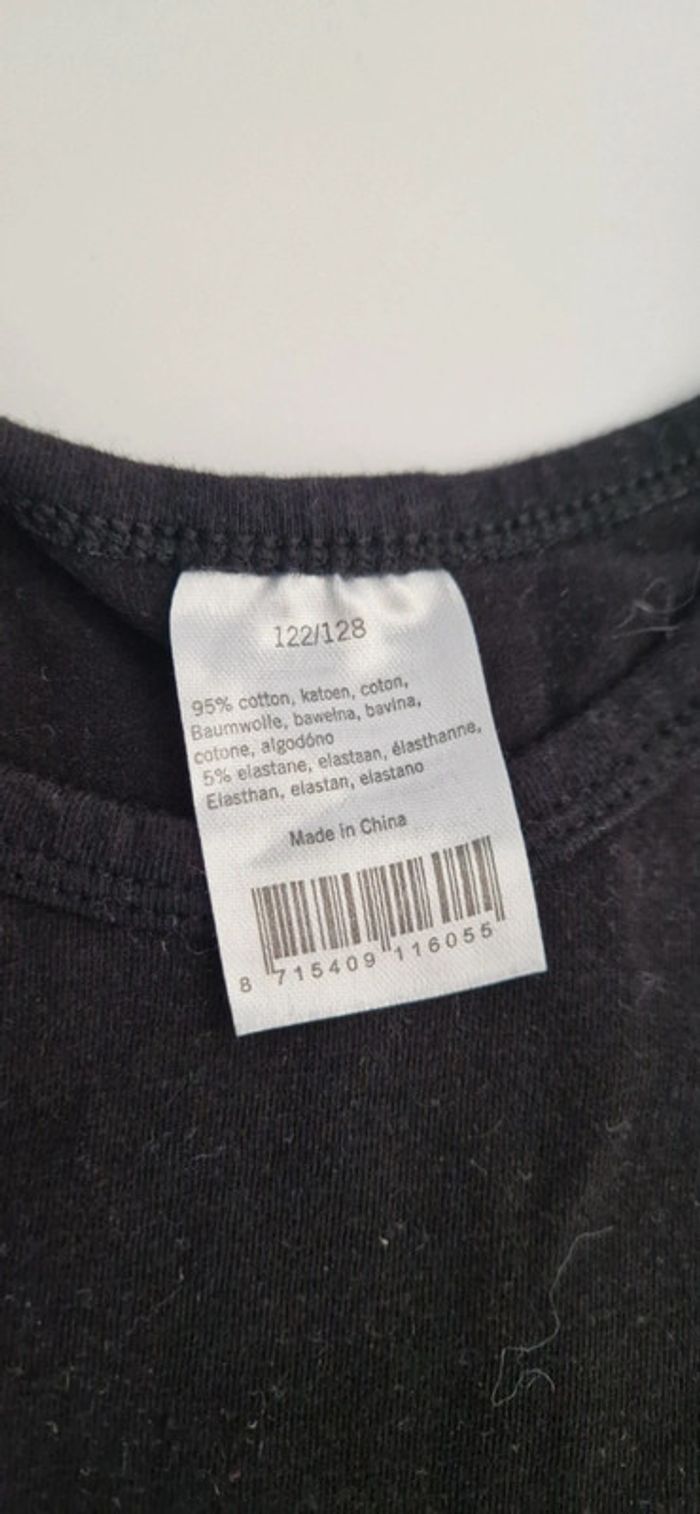 122/128
95% cotton, katoen, coton,
Baumwolle, bawełna, bavlna,
cotone, algodóno
5% elastane, elastaan, élasthanne,
Elasthan, elastan, elastano
Made in China
8 715409 116055